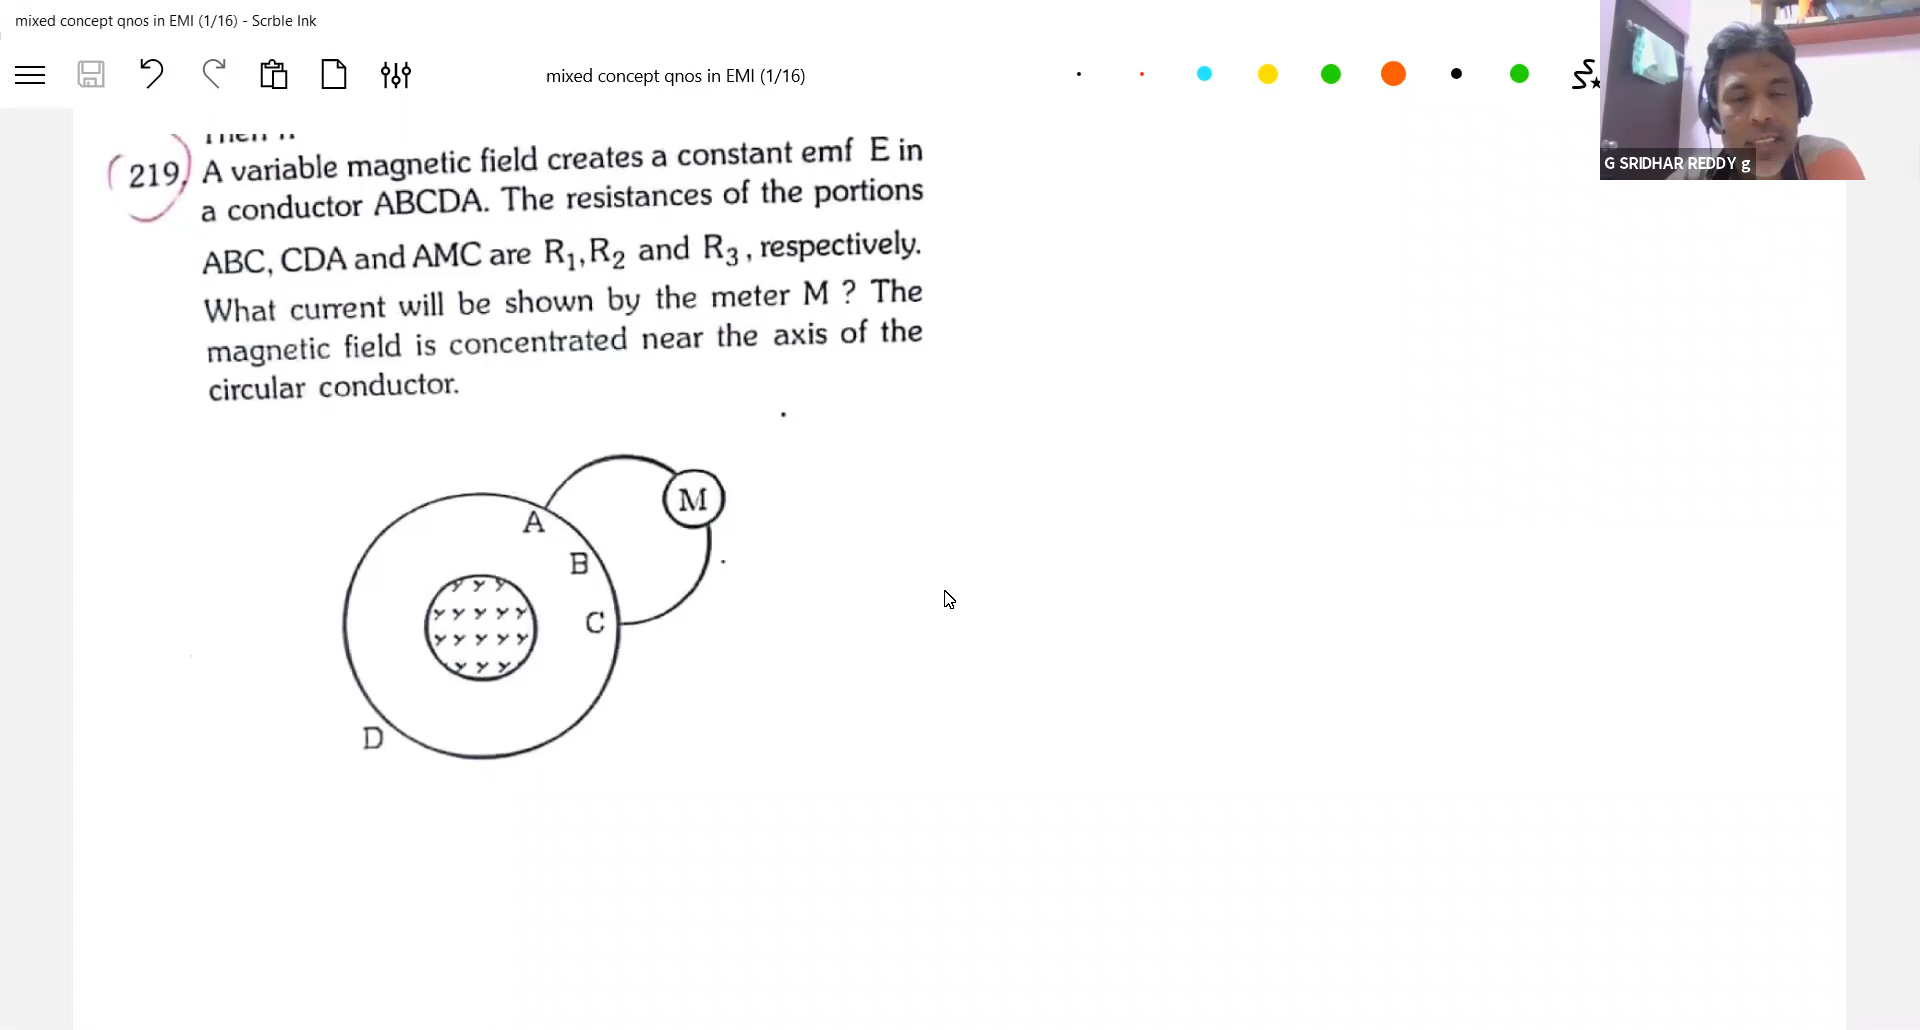 mixed concept qnos in EMI (1/16) - Scrble Ink
mixed concept qnos in EMI (1/16)
G SRIDHAR REDDY g
219. A variable magnetic field creates a constant emf E in
a conductor ABCDA. The resistances of the portions
ABC, CDA and AMC are R₁, R₂ and R₃, respectively.
What current will be shown by the meter M ? The
magnetic field is concentrated near the axis of the
circular conductor.
A
M
B
C
D